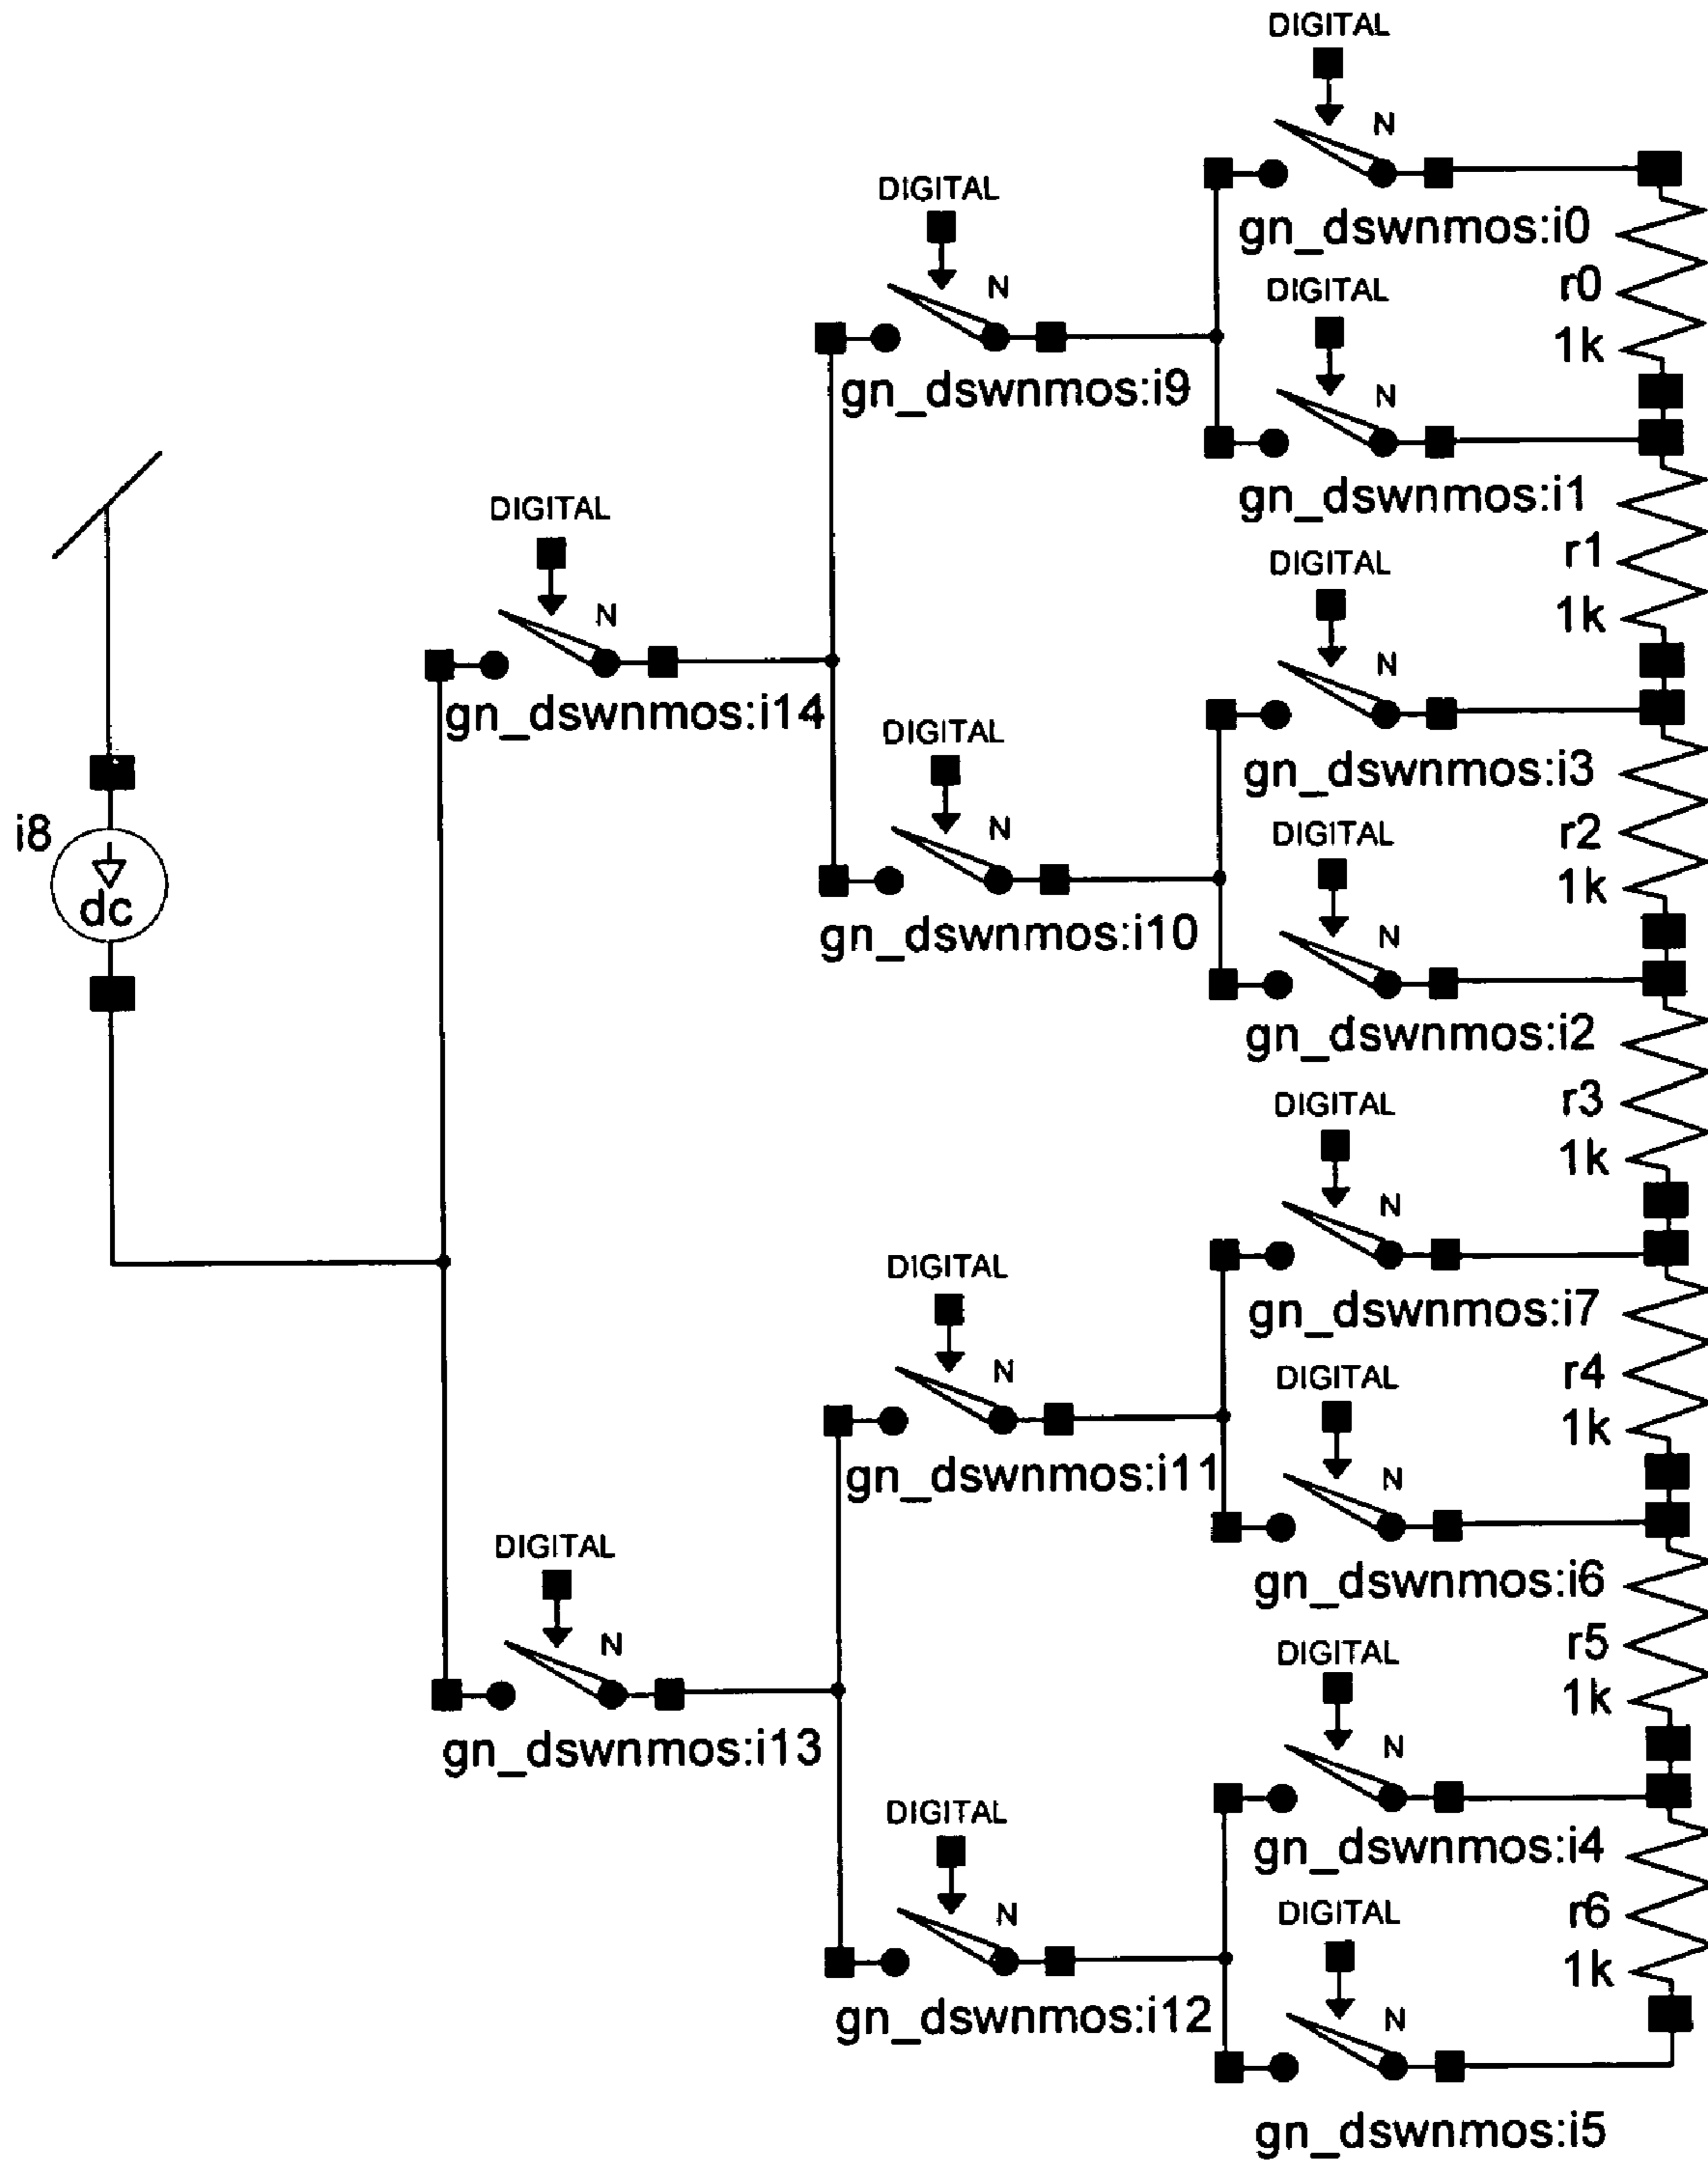 DIGITAL
N
gn_dswnmos:i0
r0
1k
DIGITAL
N
gn_dswnmos:i9
DIGITAL
N
gn_dswnmos:i1
r1
1k
DIGITAL
N
gn_dswnmos:i14
DIGITAL
N
gn_dswnmos:i3
r2
1k
DIGITAL
N
gn_dswnmos:i10
DIGITAL
N
gn_dswnmos:i2
r3
1k
i8
dc
DIGITAL
N
gn_dswnmos:i7
r4
1k
DIGITAL
N
gn_dswnmos:i11
DIGITAL
N
gn_dswnmos:i6
r5
1k
DIGITAL
N
gn_dswnmos:i13
DIGITAL
N
gn_dswnmos:i4
r6
1k
DIGITAL
N
gn_dswnmos:i12
DIGITAL
N
gn_dswnmos:i5